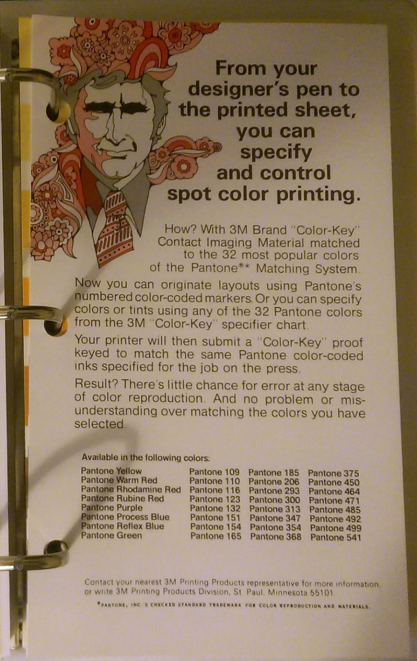 From your
designer's pen to
the printed sheet,
you can
specify
and control
spot color printing.
How? With 3M Brand "Color-Key"
Contact Imaging Material matched
to the 32 most popular colors
of the Pantone** Matching System.
Now you can originate layouts using Pantone's
numbered color-coded markers. Or you can specify
colors or tints using any of the 32 Pantone colors
from the 3M "Color-Key" specifier chart.
Your printer will then submit a "Color-Key" proof
keyed to match the same Pantone color-coded
inks specified for the job on the press.
Result? There's little chance for error at any stage
of color reproduction. And no problem or mis-
understanding over matching the colors you have
selected.
Available in the following colors:
Pantone Yellow Pantone 109 Pantone 185 Pantone 375
Pantone Warm Red Pantone 110 Pantone 206 Pantone 450
Pantone Rhodamine Red Pantone 116 Pantone 293 Pantone 464
Pantone Rubine Red Pantone 123 Pantone 300 Pantone 471
Pantone Purple Pantone 132 Pantone 313 Pantone 485
Pantone Process Blue Pantone 151 Pantone 347 Pantone 492
Pantone Reflex Blue Pantone 154 Pantone 354 Pantone 499
Pantone Green Pantone 165 Pantone 368 Pantone 541
Contact your nearest 3M Printing Products representative for more information,
or write 3M Printing Products Division, St. Paul, Minnesota 55101.
*PANTONE, INC.'S CHECKED STANDARD TRADEMARK FOR COLOR REPRODUCTION AND MATERIALS.